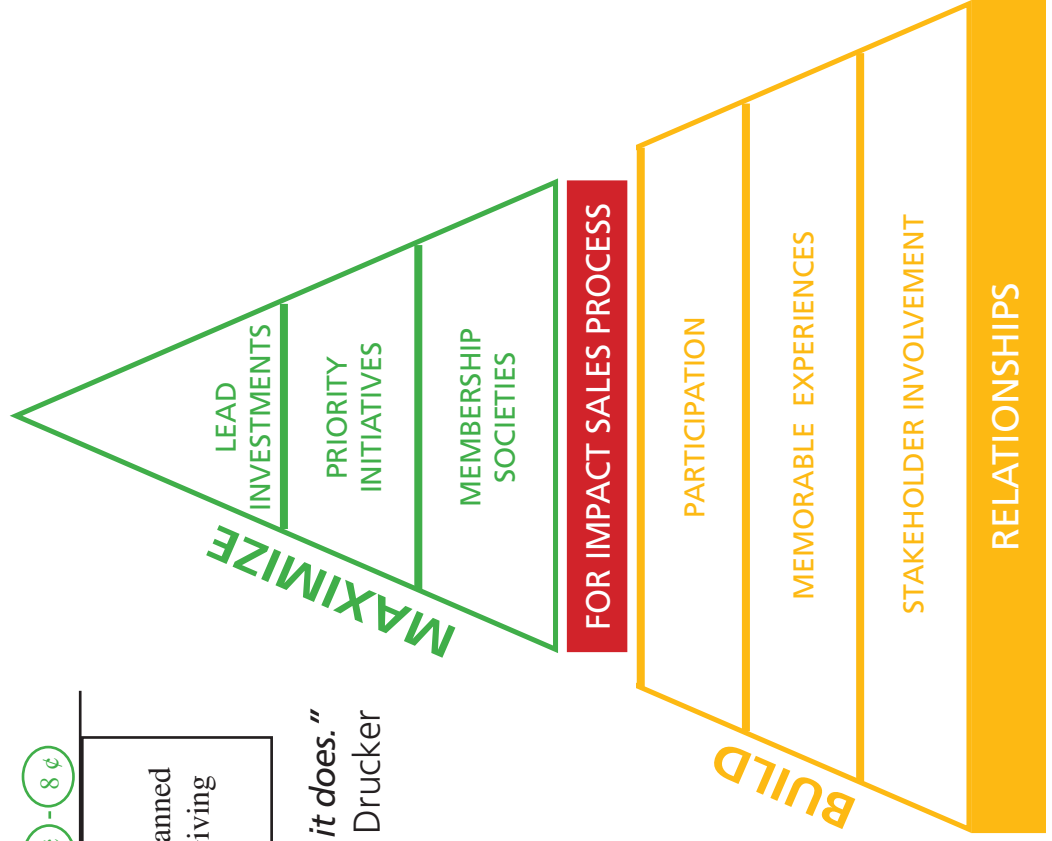 - 8 ¢
anned
iving
it does."
Drucker
MAXIMIZE
LEAD
INVESTMENTS
PRIORITY
INITIATIVES
MEMBERSHIP
SOCIETIES
FOR IMPACT SALES PROCESS
BUILD
PARTICIPATION
MEMORABLE EXPERIENCES
STAKEHOLDER INVOLVEMENT
RELATIONSHIPS